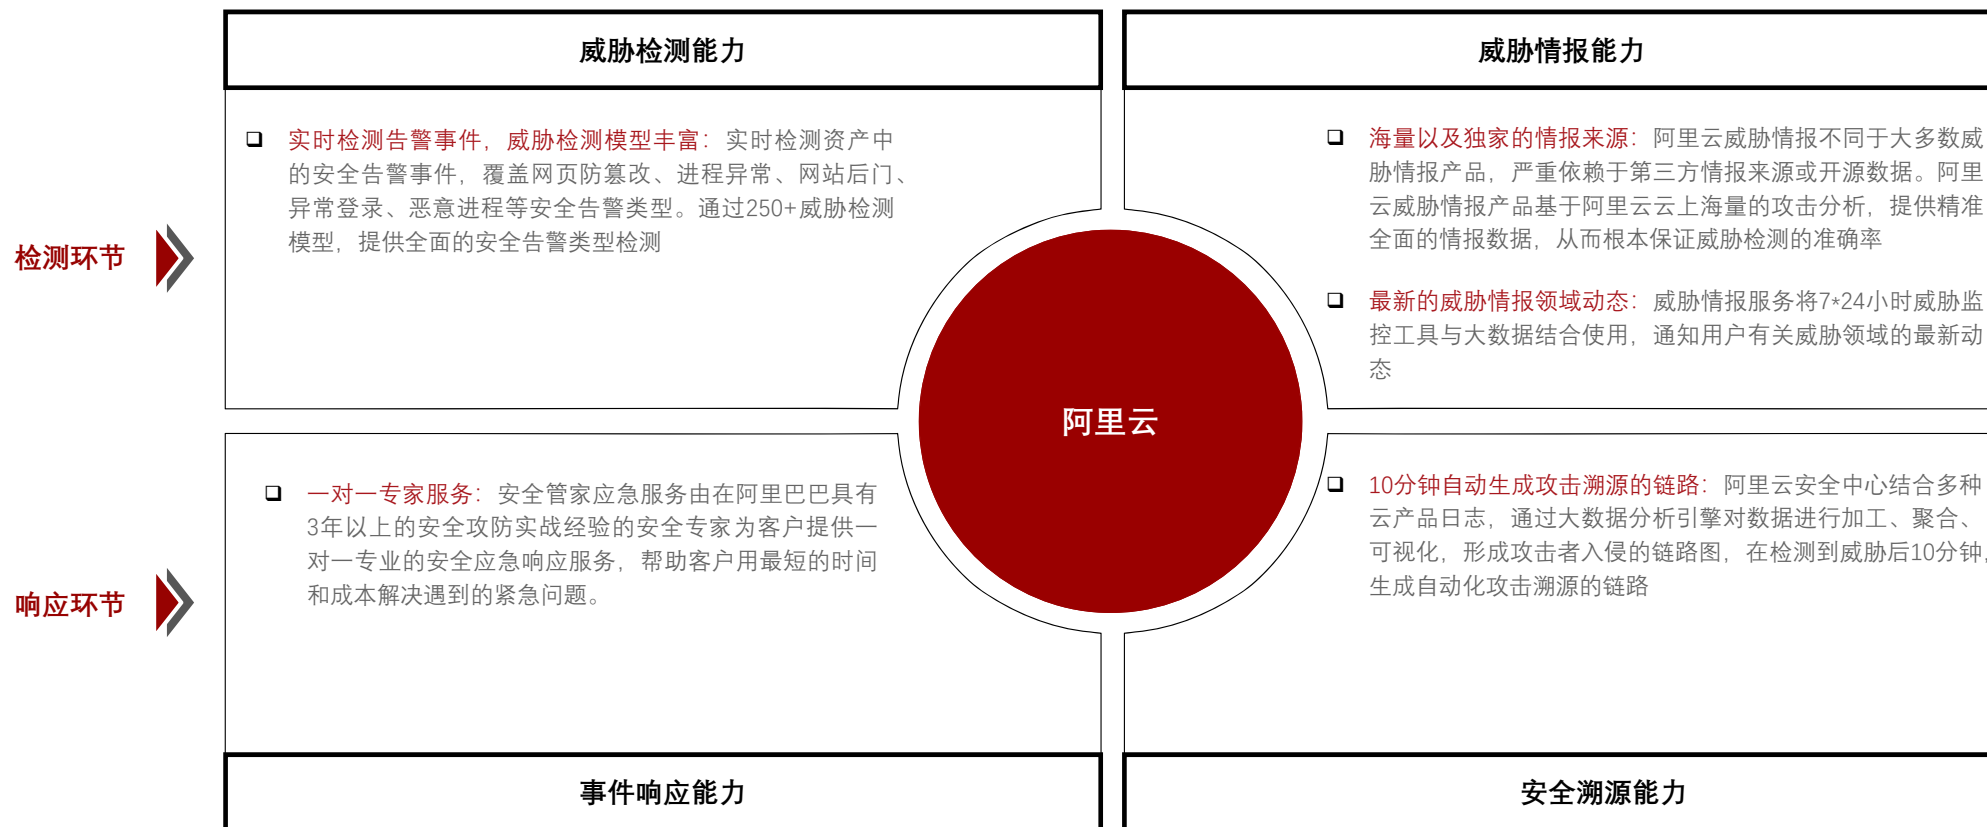 威胁检测能力
威胁情报能力
检测环节
实时检测告警事件，威胁检测模型丰富：实时检测资产中
的安全告警事件，覆盖网页防篡改、进程异常、网站后门、
异常登录、恶意进程等安全告警类型。通过250+威胁检测
模型，提供全面的安全告警类型检测
海量以及独家的情报来源：阿里云威胁情报不同于大多数威
胁情报产品，严重依赖于第三方情报来源或开源数据。阿里
云威胁情报产品基于阿里云云上海量的攻击分析，提供精准
全面的情报数据，从而根本保证威胁检测的准确率
最新的威胁情报领域动态：威胁情报服务将7*24小时威胁监
控工具与大数据结合使用，通知用户有关威胁领域的最新动
态
阿里云
响应环节
一对一专家服务：安全管家应急服务由在阿里巴巴具有
3年以上的安全攻防实战经验的安全专家为客户提供一
对一专业的安全应急响应服务，帮助客户用最短的时间
和成本解决遇到的紧急问题。
10分钟自动生成攻击溯源的链路：阿里云安全中心结合多种
云产品日志，通过大数据分析引擎对数据进行加工、聚合、
可视化，形成攻击者入侵的链路图，在检测到威胁后10分钟，
生成自动化攻击溯源的链路
事件响应能力
安全溯源能力